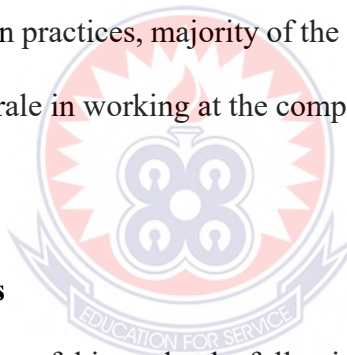 n practices, majority of the
rale in working at the comp
s
EDUCATION FOR SERVICE